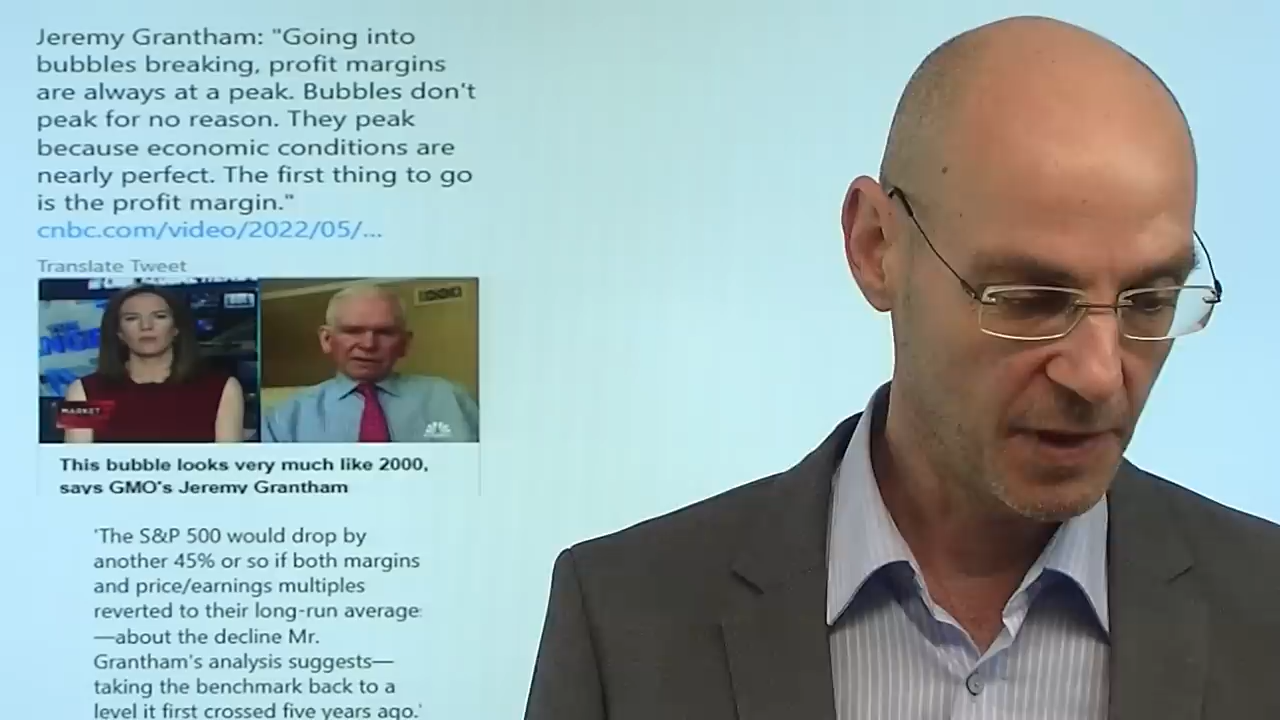 Jeremy Grantham: "Going into
bubbles breaking, profit margins
are always at a peak. Bubbles don't
peak for no reason. They peak
because economic conditions are
nearly perfect. The first thing to go
is the profit margin."
cnbc.com/video/2022/05/...
Translate Tweet
MARKET
This bubble looks very much like 2000,
says GMO's Jeremy Grantham
'The S&P 500 would drop by
another 45% or so if both margins
and price/earnings multiples
reverted to their long-run average
—about the decline Mr.
Grantham's analysis suggests—
taking the benchmark back to a
level it first crossed five years ago.'